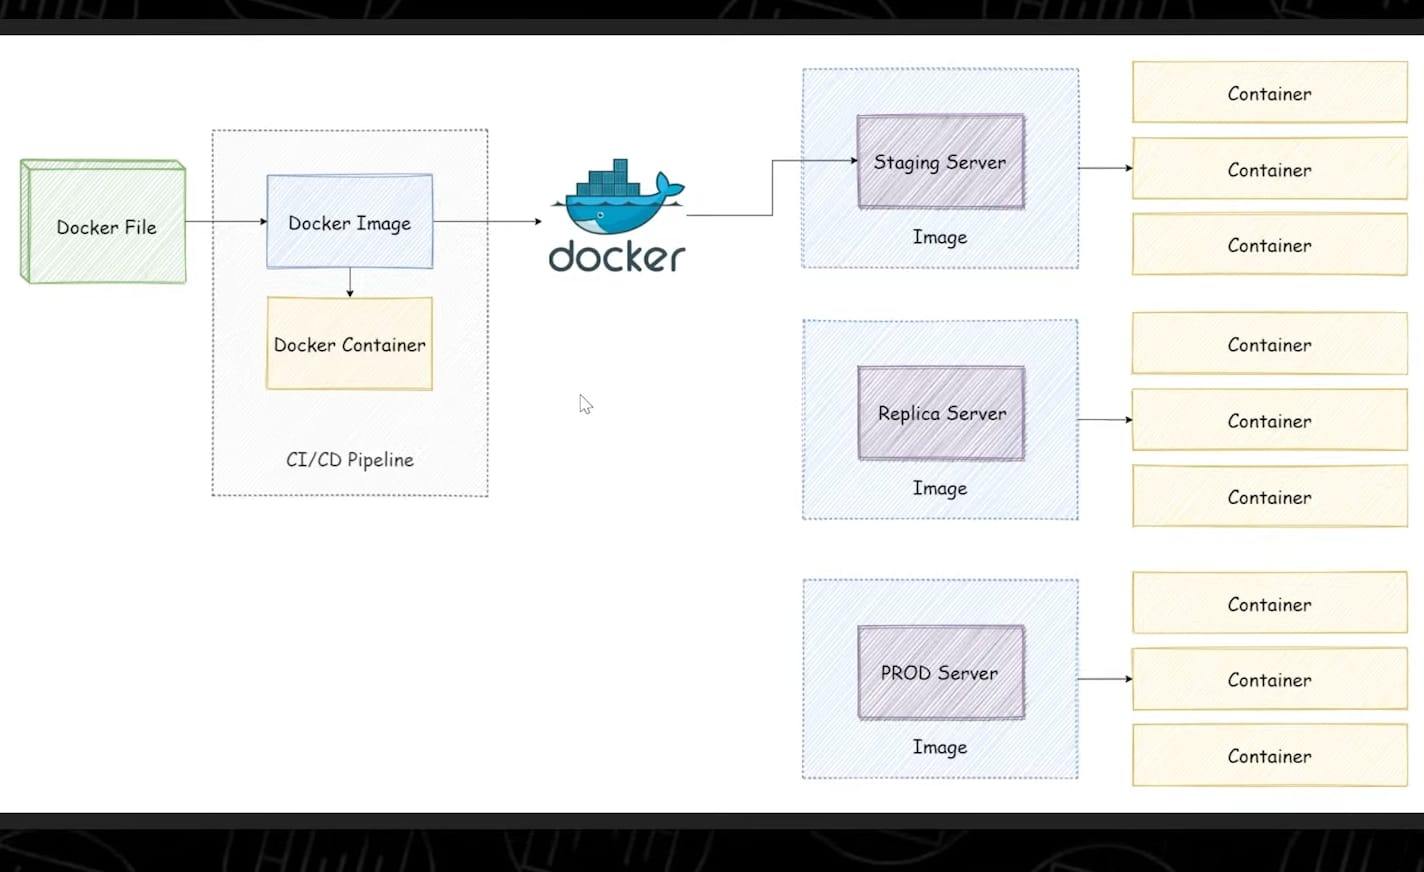 Docker File
Docker Image
Docker Container
CI/CD Pipeline
docker
Staging Server
Image
Container
Container
Container
Replica Server
Image
Container
Container
Container
PROD Server
Image
Container
Container
Container